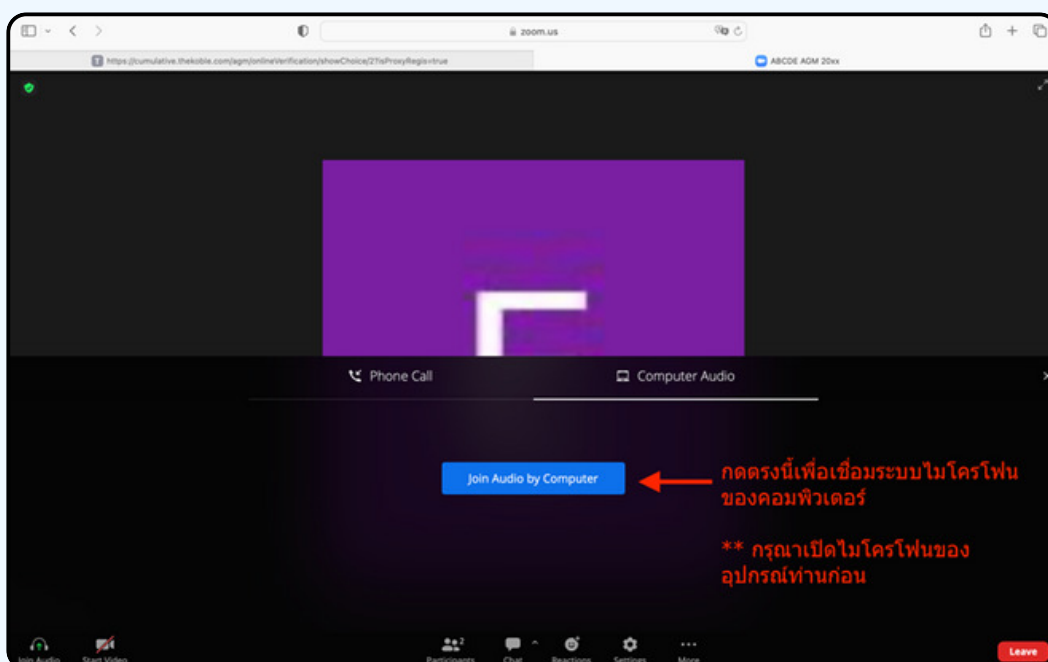 zoom.us
https://cumulative.thekoble.com/agm/onlineVerification/showChoice/2?isProxyRegis=true
ABCDE AGM 20xx
Phone Call
Computer Audio
Join Audio by Computer
กดตรงนี้เพื่อเชื่อมระบบไมโครโฟน
ของคอมพิวเตอร์
** กรุณาเปิดไมโครโฟนของ
อุปกรณ์ท่านก่อน
Join Audio
Start Video
2
Participants
Chat
Reactions
Settings
More
Leave